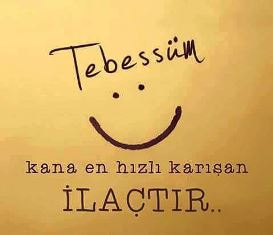 Tebessüm
kana en hızlı karışan
İLAÇTIR..